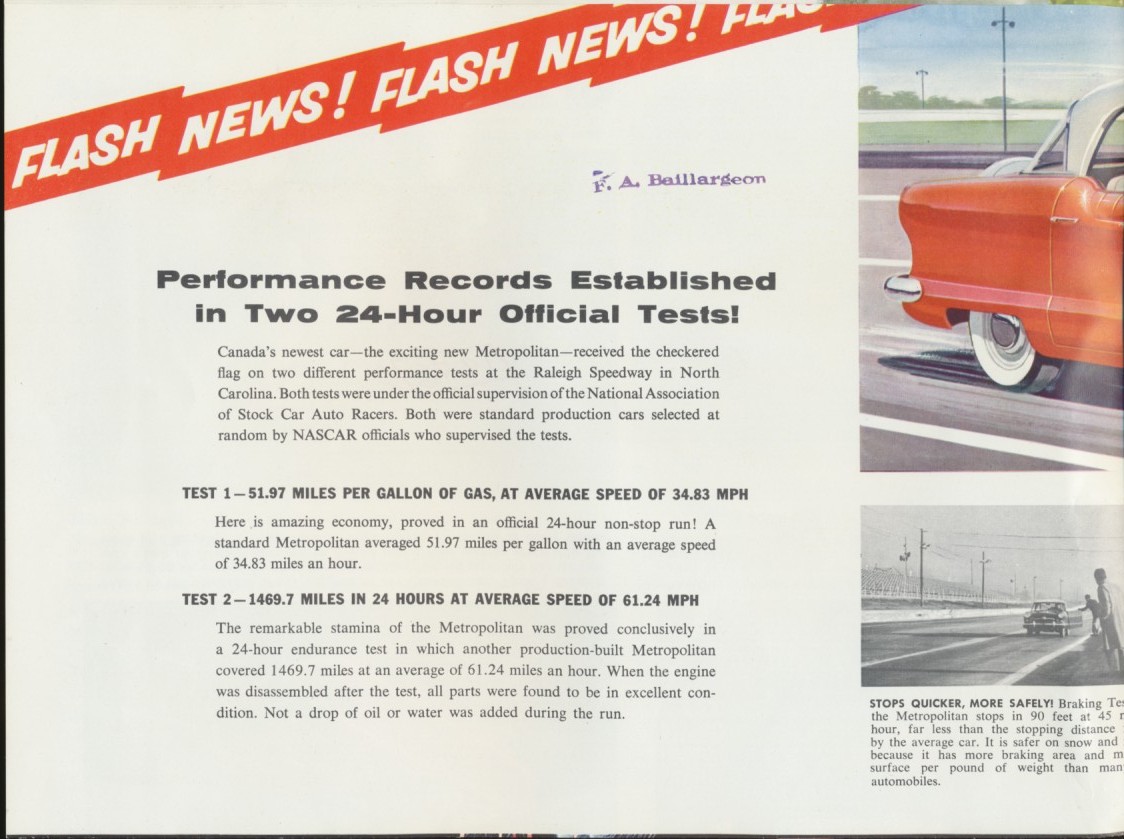 FLASH NEWS! FLASH NEWS! FLAS
F. A. Baillargeon
Performance Records Established
in Two 24-Hour Official Tests!
Canada's newest car—the exciting new Metropolitan—received the checkered
flag on two different performance tests at the Raleigh Speedway in North
Carolina. Both tests were under the official supervision of the National Association
of Stock Car Auto Racers. Both were standard production cars selected at
random by NASCAR officials who supervised the tests.
TEST 1—51.97 MILES PER GALLON OF GAS, AT AVERAGE SPEED OF 34.83 MPH
Here is amazing economy, proved in an official 24-hour non-stop run! A
standard Metropolitan averaged 51.97 miles per gallon with an average speed
of 34.83 miles an hour.
TEST 2—1469.7 MILES IN 24 HOURS AT AVERAGE SPEED OF 61.24 MPH
The remarkable stamina of the Metropolitan was proved conclusively in
a 24-hour endurance test in which another production-built Metropolitan
covered 1469.7 miles at an average of 61.24 miles an hour. When the engine
was disassembled after the test, all parts were found to be in excellent con-
dition. Not a drop of oil or water was added during the run.
STOPS QUICKER, MORE SAFELY! Braking Tes
the Metropolitan stops in 90 feet at 45
hour, far less than the stopping distance
by the average car. It is safer on snow and
because it has more braking area and m
surface per pound of weight than man
automobiles.